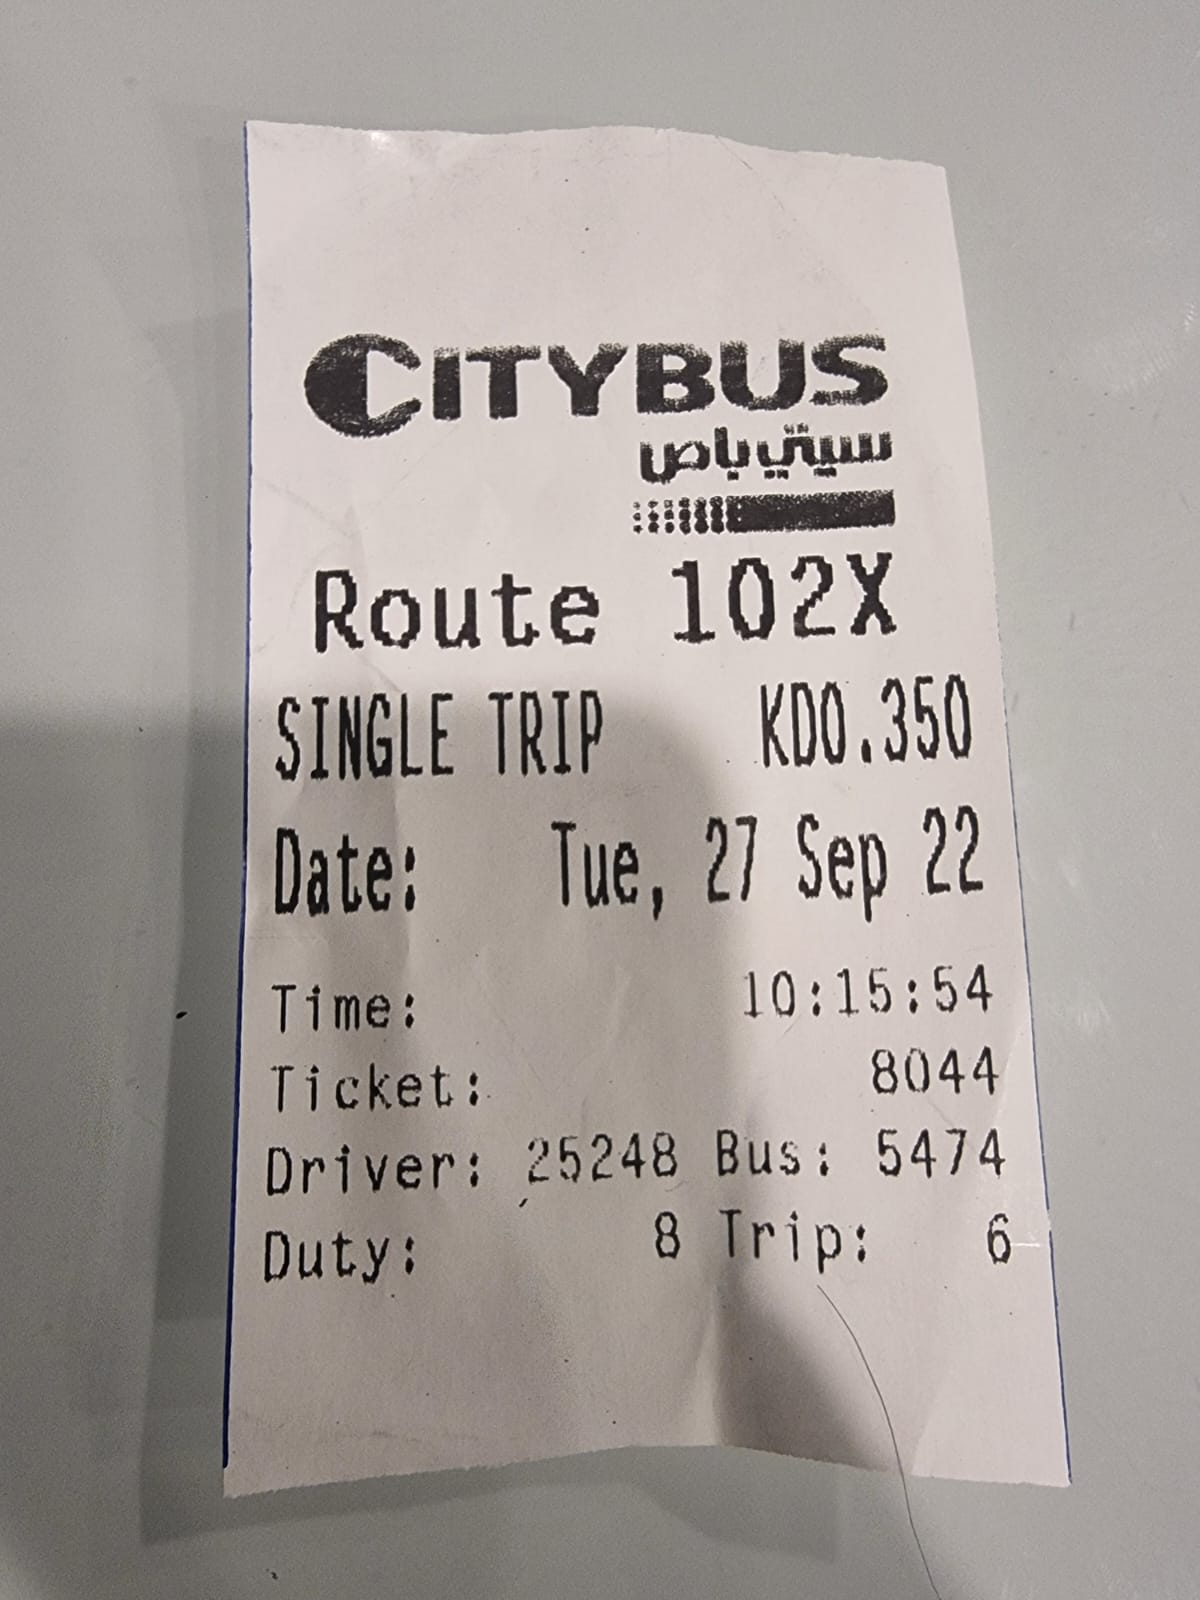 CITYBUS
سيتي باص
Route 102X
SINGLE TRIP KD0.350
Date: Tue, 27 Sep 22
Time: 10:15:54
Ticket: 8044
Driver: 25248 Bus: 5474
Duty: 8 Trip: 6